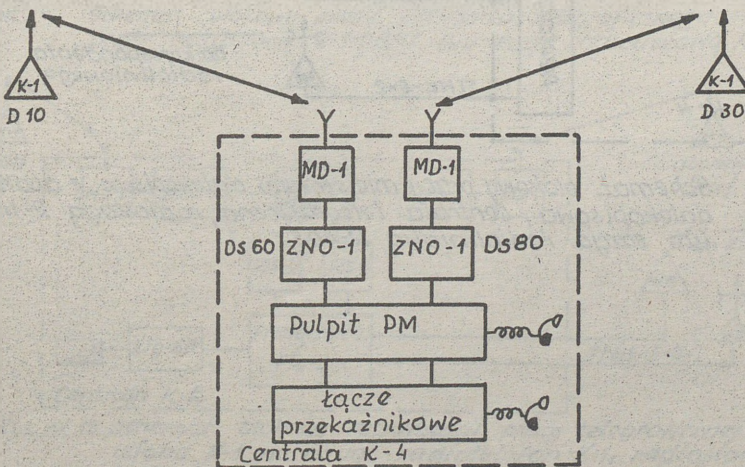 K-1
D 10
K-1
D 30
MD-1
MD-1
Ds 60
ZNO-1
ZNO-1
Ds 80
Pulpit PM
Łącze
przekaźnikowe
Centrala K-4